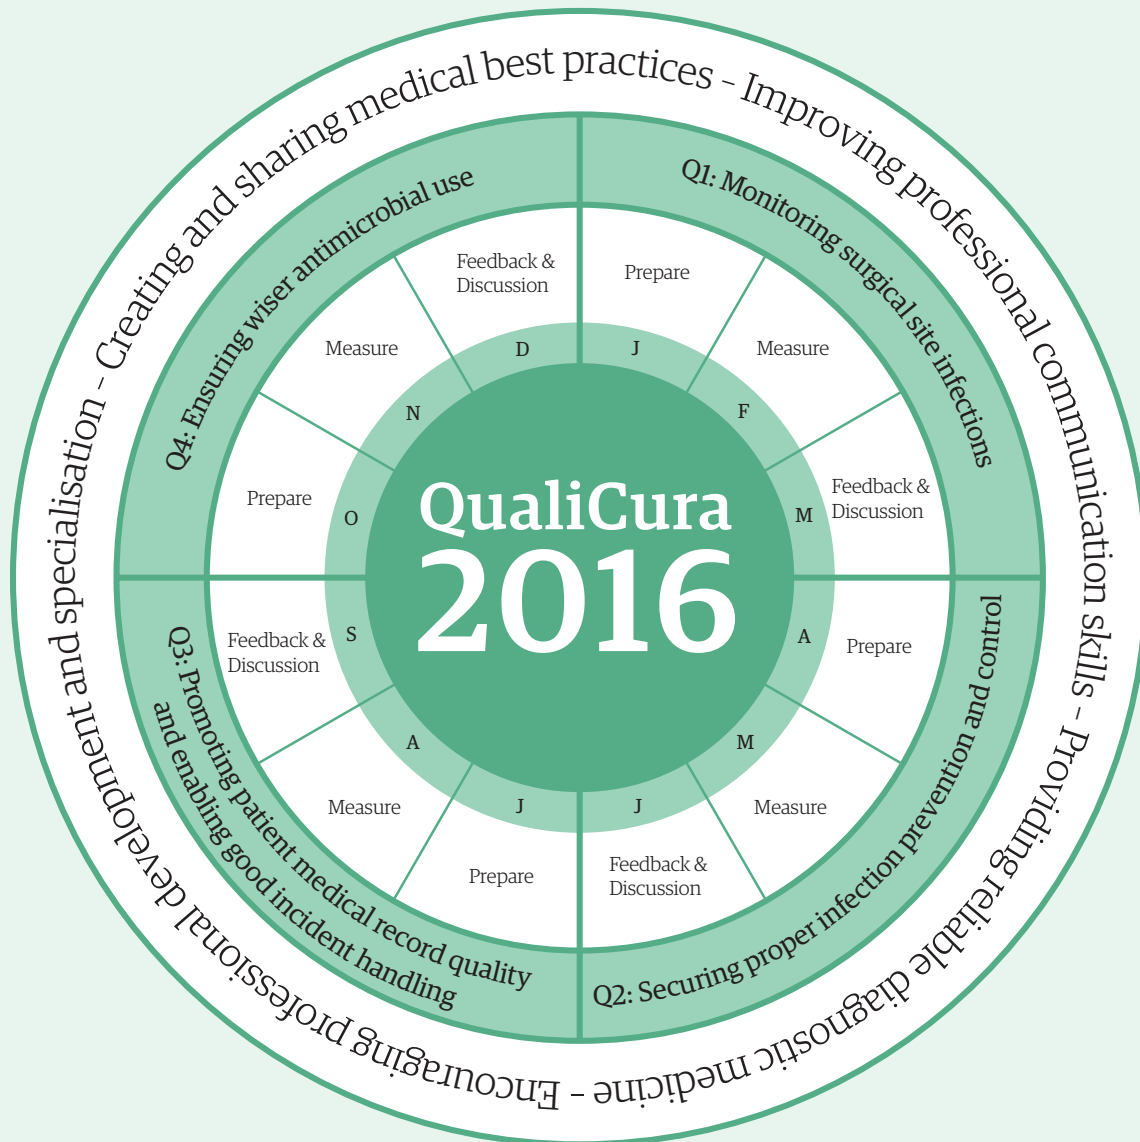 Creating and sharing medical best practices – Improving professional communication skills – Providing reliable diagnostic medicine – Encouraging professional development and specialisation –
Q1: Monitoring surgical site infections
Prepare
J
Measure
F
Feedback &
Discussion
M
Q2: Securing proper infection prevention and control
Prepare
A
Measure
M
Feedback &
Discussion
J
Q3: Promoting patient medical record quality
and enabling good incident handling
Prepare
J
Measure
A
Feedback &
Discussion
S
Q4: Ensuring wiser antimicrobial use
Prepare
O
Measure
N
Feedback &
Discussion
D
QualiCura
2016